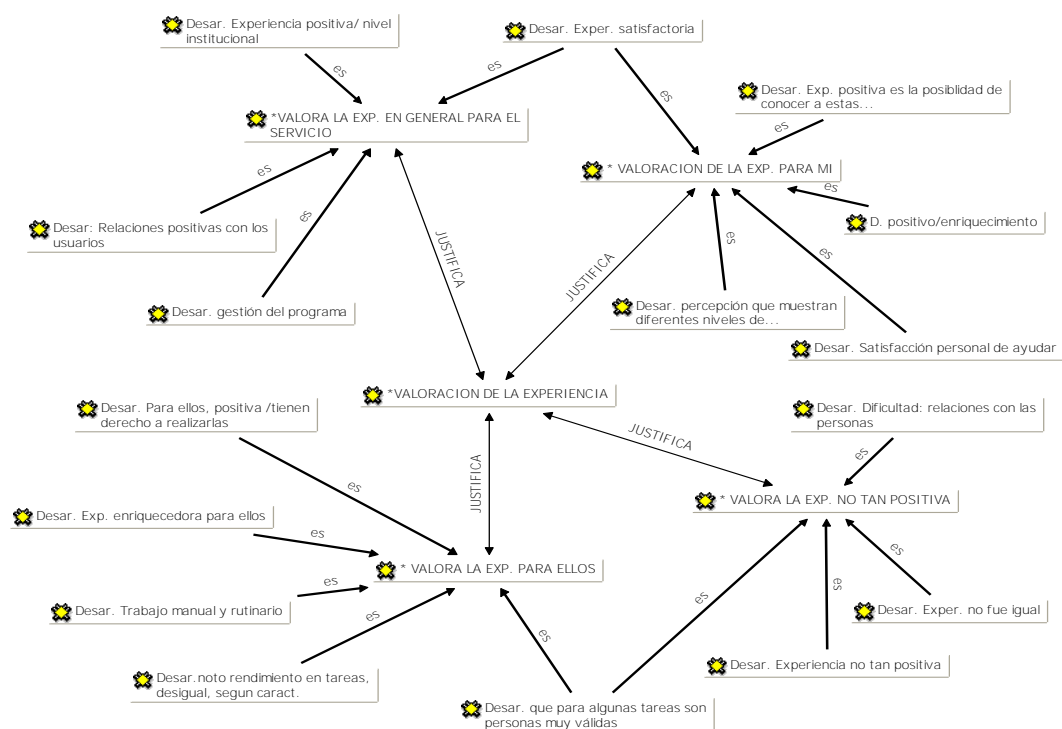 Desar. Experiencia positiva/ nivel
institucional
Desar. Exper. satisfactoria
es
es
es
Desar. Exp. positiva es la posiblidad de
conocer a estas...
*VALORA LA EXP. EN GENERAL PARA EL
SERVICIO
es
* VALORACION DE LA EXP. PARA MI
es
es
Desar: Relaciones positivas con los
usuarios
es
D. positivo/enriquecimiento
es
es
JUSTIFICA
JUSTIFICA
Desar. gestión del programa
Desar. percepción que muestran
diferentes niveles de...
Desar. Satisfacción personal de ayudar
*VALORACION DE LA EXPERIENCIA
Desar. Para ellos, positiva /tienen
derecho a realizarlas
Desar. Dificultad: relaciones con las
personas
JUSTIFICA
es
JUSTIFICA
es
* VALORA LA EXP. NO TAN POSITIVA
Desar. Exp. enriquecedora para ellos
es
es
* VALORA LA EXP. PARA ELLOS
es
es
es
Desar. Trabajo manual y rutinario
es
es
es
Desar. Exper. no fue igual
Desar. Experiencia no tan positiva
Desar.noto rendimiento en tareas,
desigual, segun caract.
Desar. que para algunas tareas son
personas muy válidas